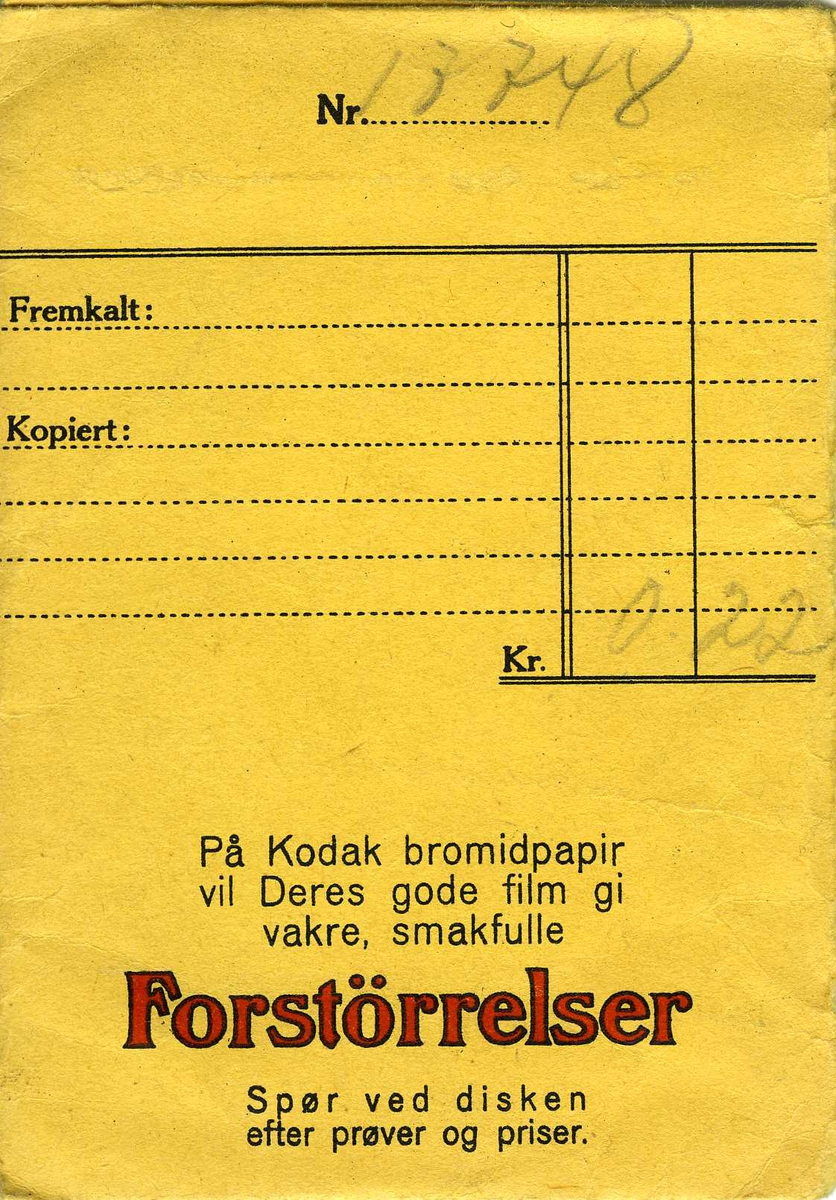 Nr. 13748
Fremkalt:
Kopiert:
Kr. 0.22
På Kodak bromidpapir
vil Deres gode film gi
vakre, smakfulle
Forstörrelser
Spør ved disken
efter prøver og priser.